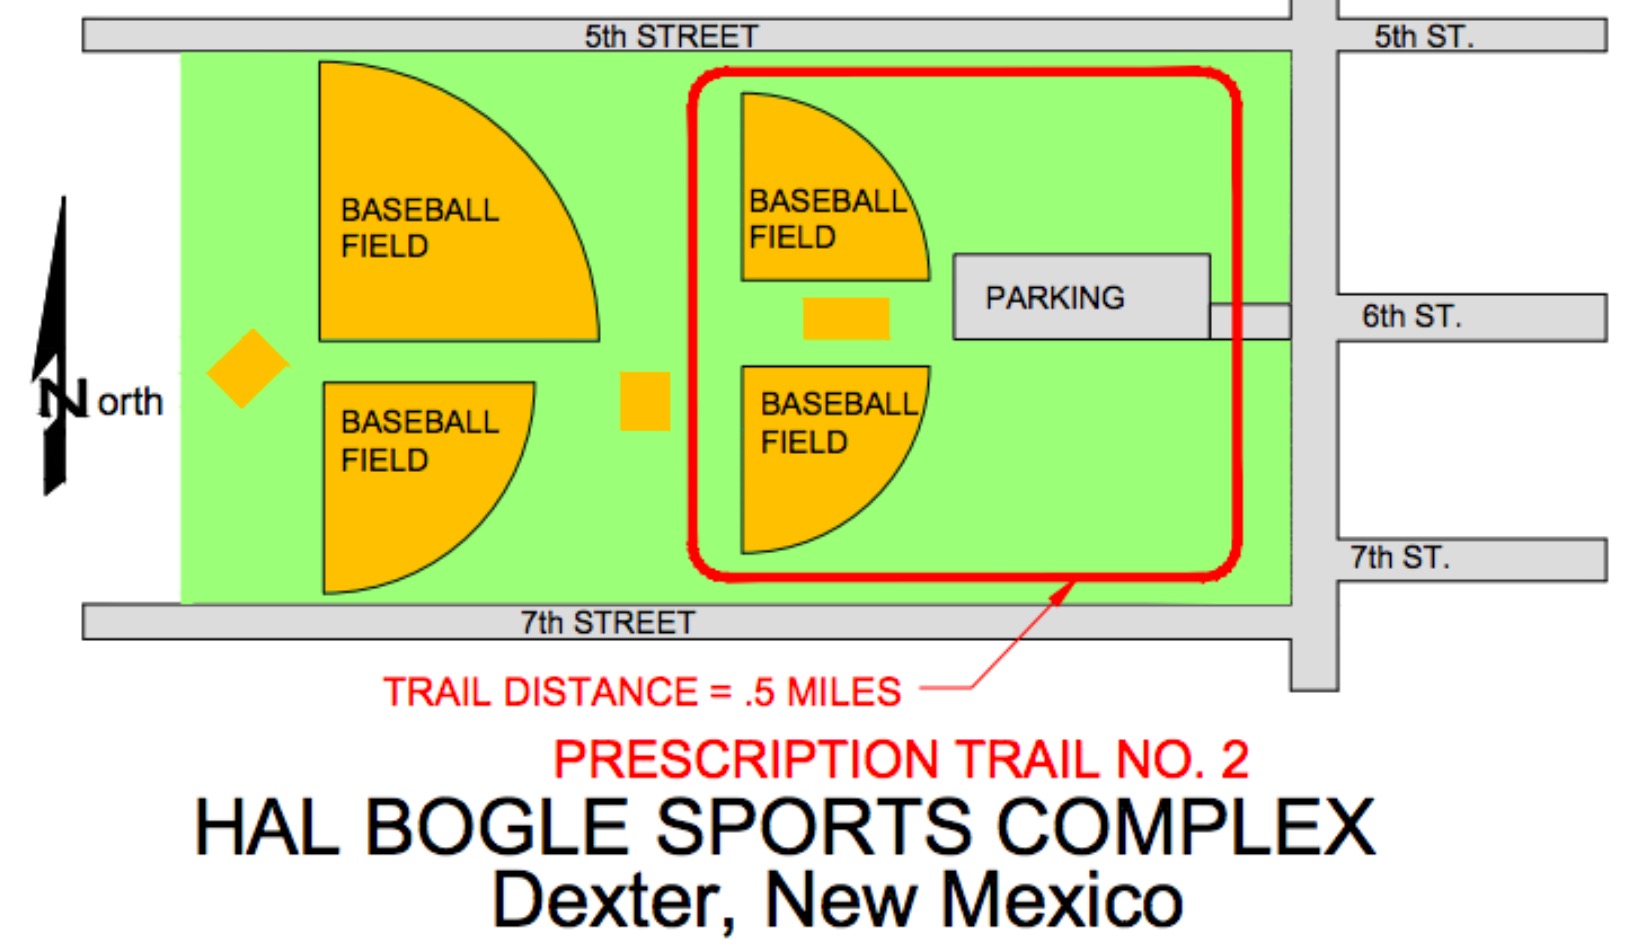 5th STREET
5th ST.
BASEBALL
FIELD
BASEBALL
FIELD
PARKING
6th ST.
North
BASEBALL
FIELD
BASEBALL
FIELD
7th ST.
7th STREET
TRAIL DISTANCE = .5 MILES
PRESCRIPTION TRAIL NO. 2
HAL BOGLE SPORTS COMPLEX
Dexter, New Mexico